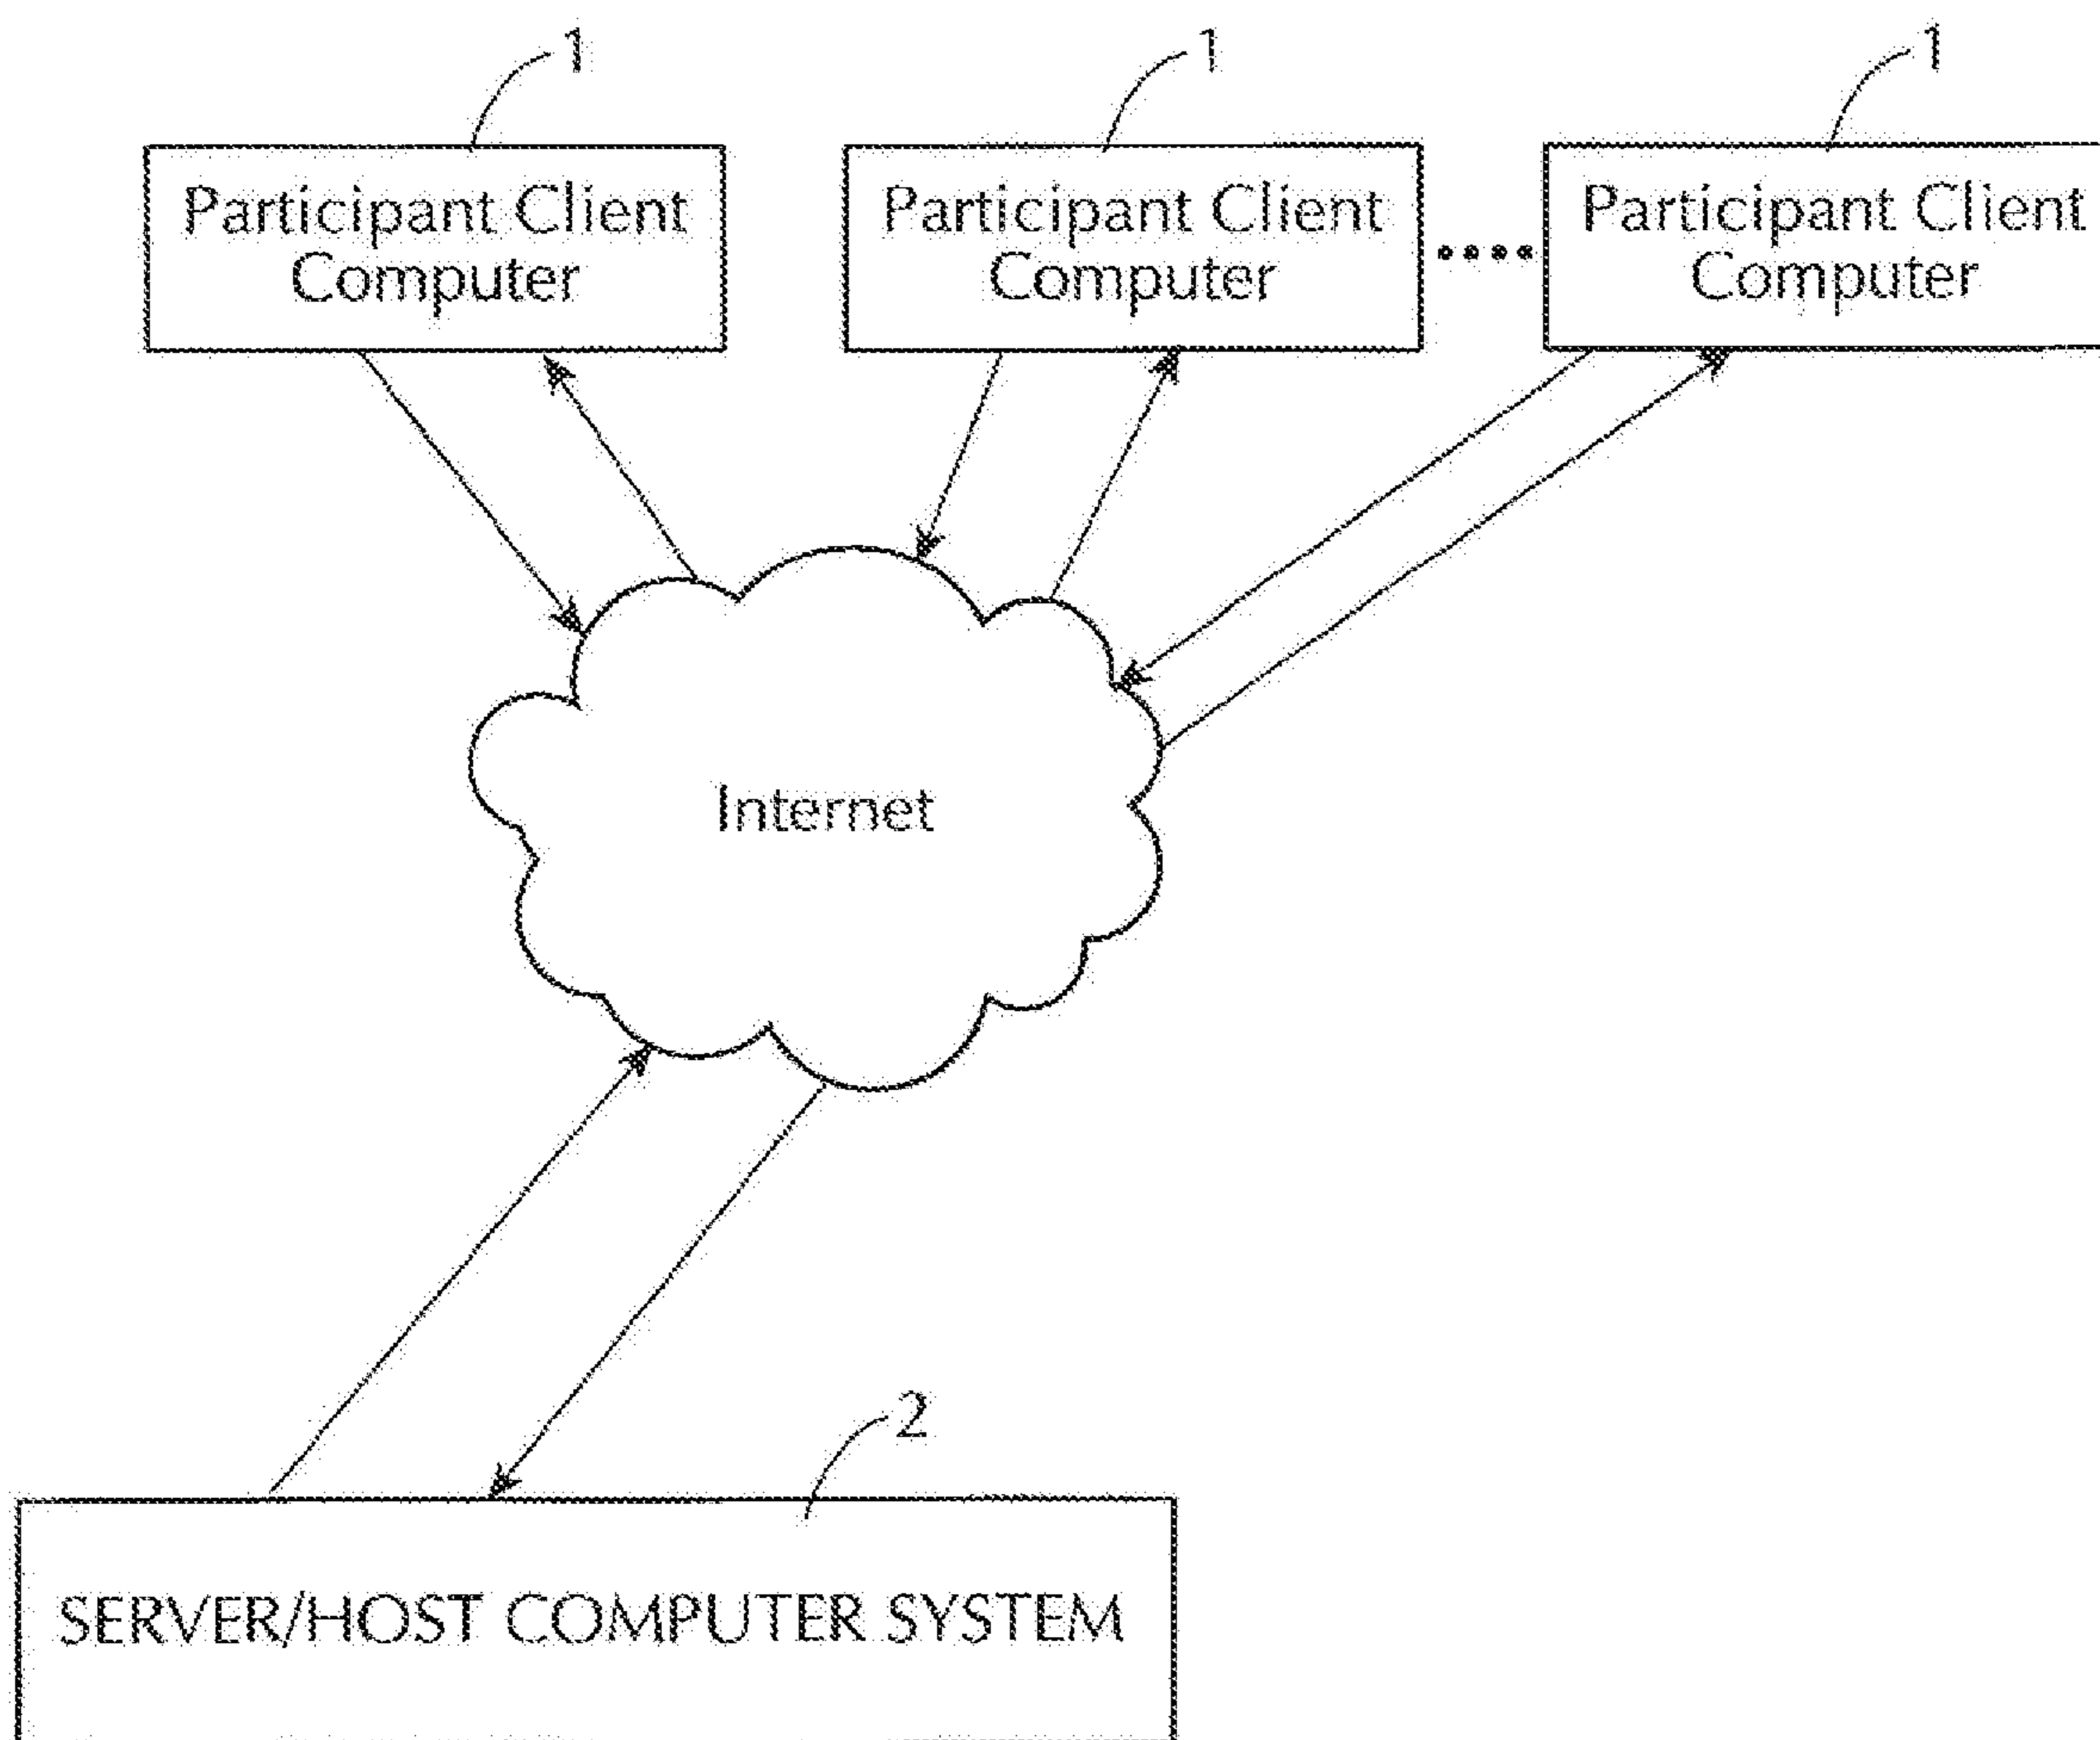 1
1
1
Participant Client
Computer
Participant Client
Computer
Participant Client
Computer
Internet
2
SERVER/HOST COMPUTER SYSTEM